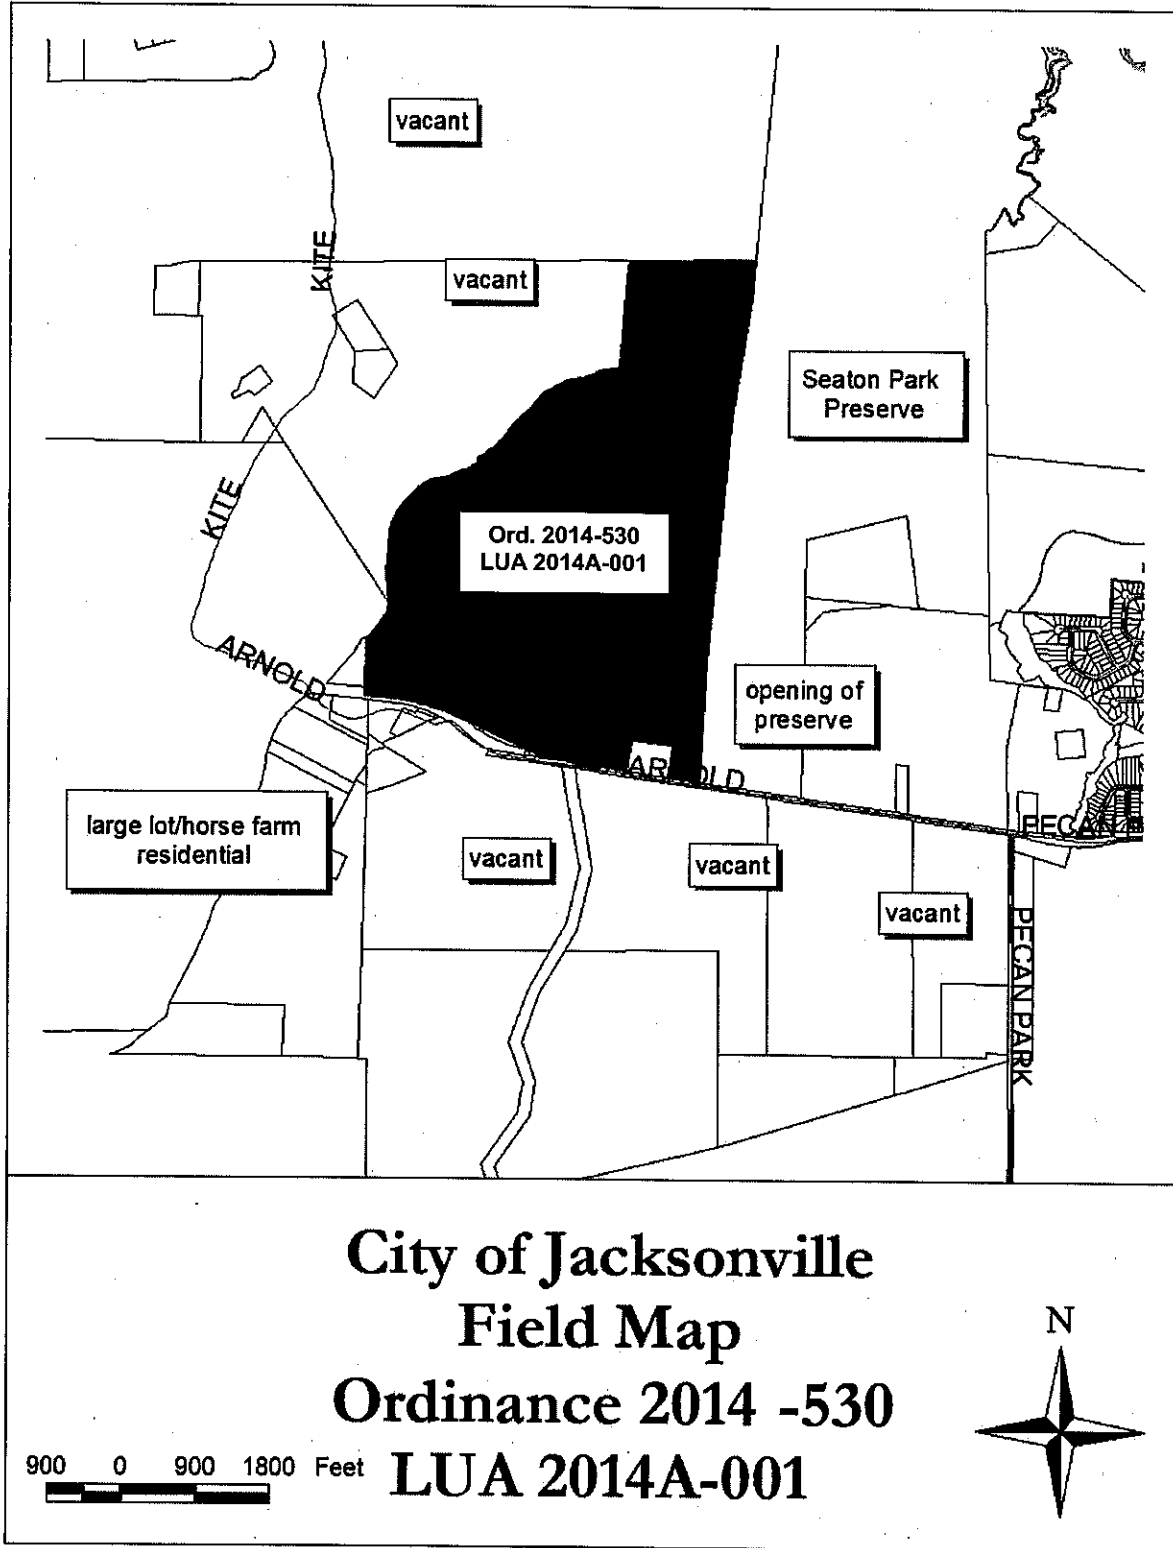 vacant
KITE
vacant
Seaton Park
Preserve
KITE
Ord. 2014-530
LUA 2014A-001
ARNOLD
opening of
preserve
ARNOLD
large lot/horse farm
residential
vacant
vacant
vacant
PECAN
PECAN PARK
City of Jacksonville
Field Map
Ordinance 2014 -530
LUA 2014A-001
N
900 0 900 1800 Feet